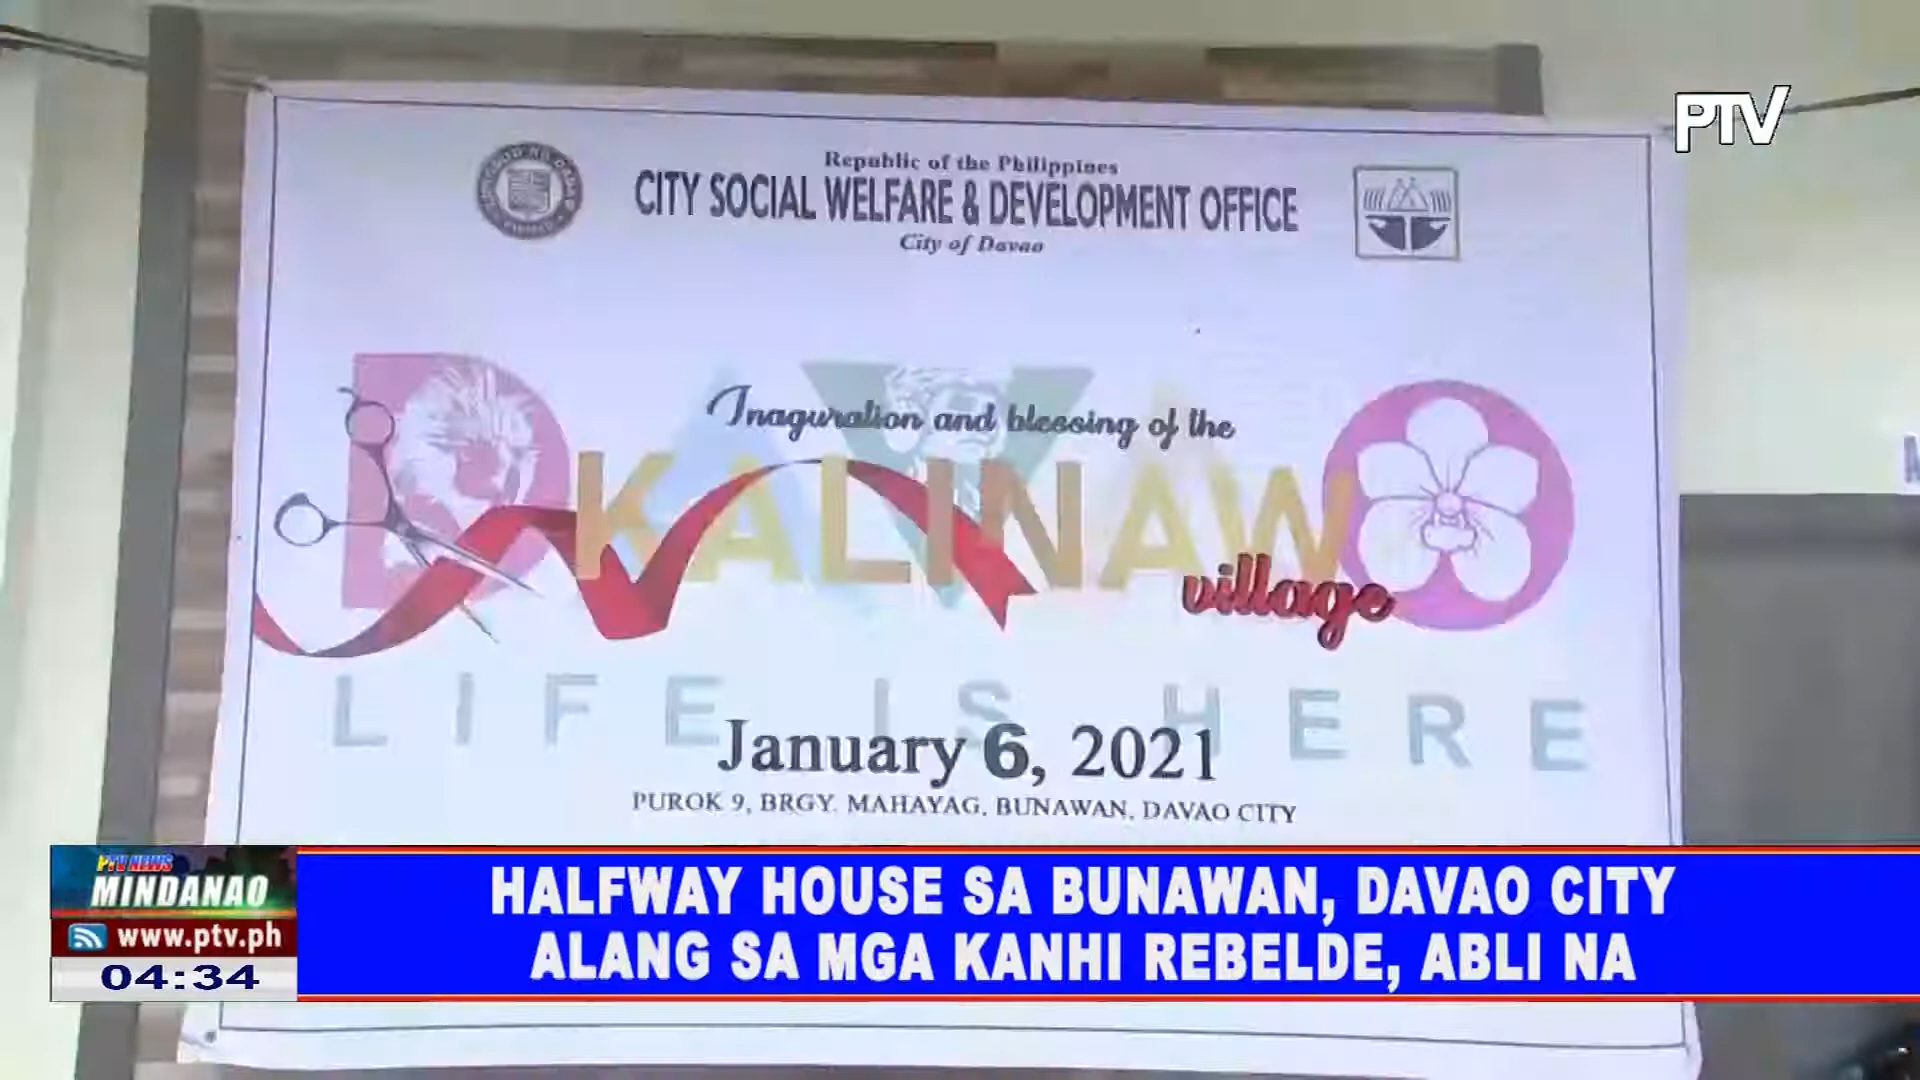 PTV
Republic of the Philippines
CITY SOCIAL WELFARE & DEVELOPMENT OFFICE
City of Davao
Inaguration and blessing of the
KALINAW
village
DAVAO
LIFE IS HERE
January 6, 2021
PUROK 9, BRGY. MAHAYAG, BUNAWAN, DAVAO CITY
PTV NEWS
MINDANAO
www.ptv.ph
04:34
HALFWAY HOUSE SA BUNAWAN, DAVAO CITY
ALANG SA MGA KANHI REBELDE, ABLI NA